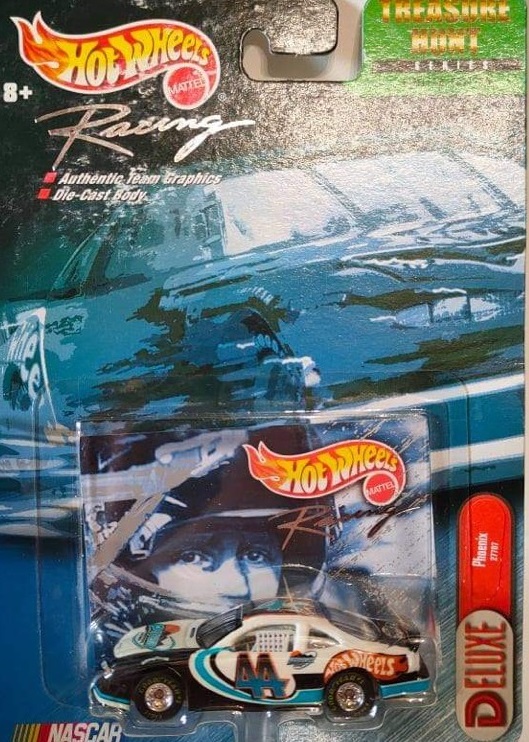 HOT WHEELS
MATTEL
8+
Racing
Authentic Team Graphics
Die-Cast Body
TREASURE
HUNT
SERIES
HOT WHEELS
MATTEL
Racing
Phoenix
27707
DELUXE
44
HOT WHEELS
NASCAR